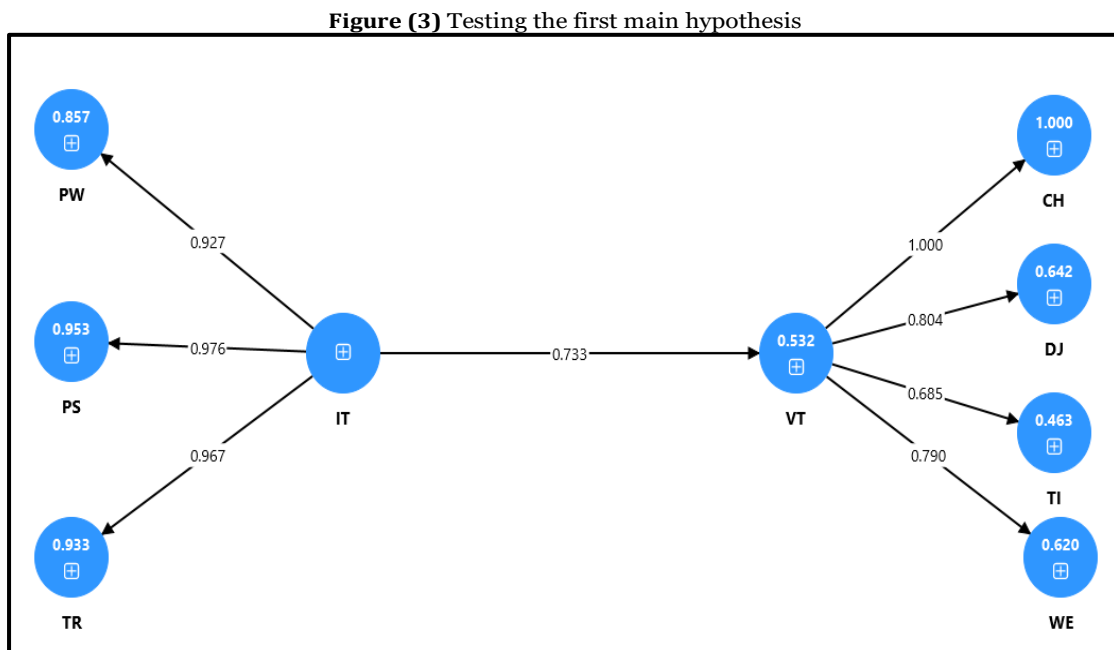 Figure (3) Testing the first main hypothesis
0.857
PW
0.953
PS
0.933
TR
0.927
0.976
0.967
IT
0.733
0.532
VT
1.000
0.804
0.685
0.790
1.000
CH
0.642
DJ
0.463
TI
0.620
WE